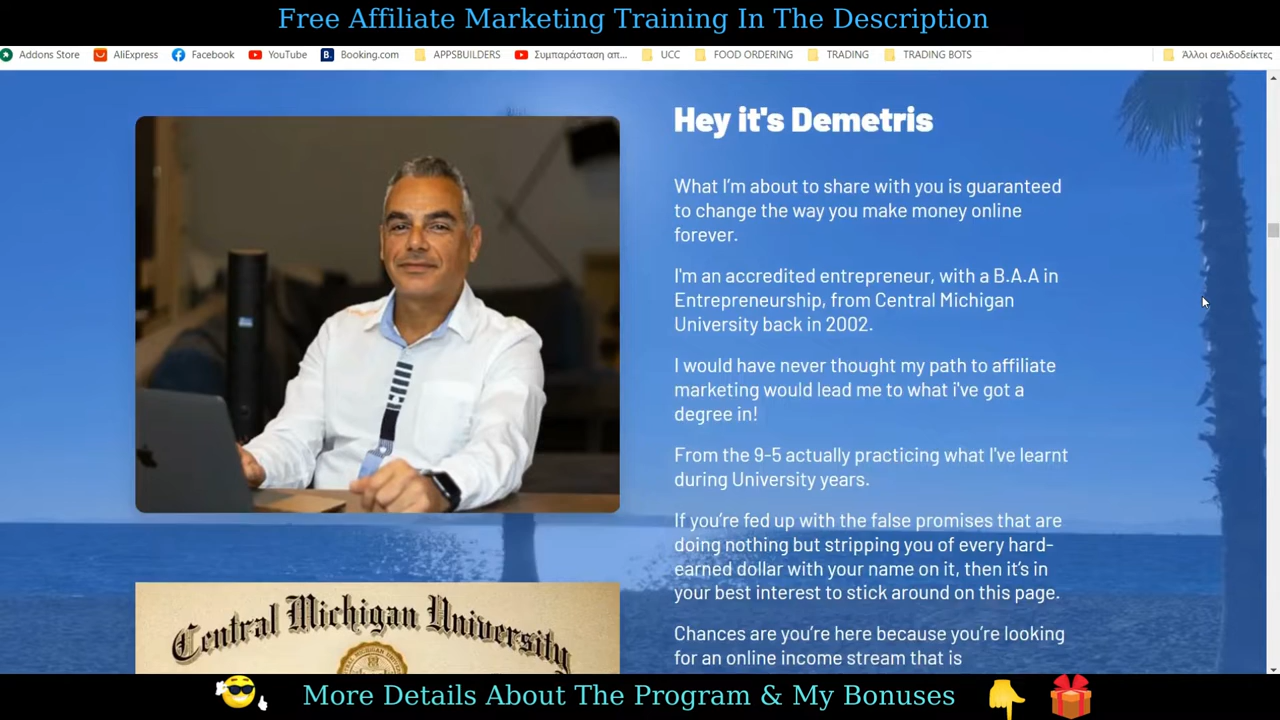 Free Affiliate Marketing Training In The Description
Addons Store AliExpress Facebook YouTube Booking.com APPSBUILDERS Συμπαράσταση απ... UCC FOOD ORDERING TRADING TRADING BOTS Άλλοι σελιδοδείκτες
Hey it's Demetris
What I’m about to share with you is guaranteed
to change the way you make money online
forever.
I'm an accredited entrepreneur, with a B.A.A in
Entrepreneurship, from Central Michigan
University back in 2002.
I would have never thought my path to affiliate
marketing would lead me to what i've got a
degree in!
From the 9-5 actually practicing what I've learnt
during University years.
If you’re fed up with the false promises that are
doing nothing but stripping you of every hard-
earned dollar with your name on it, then it’s in
your best interest to stick around on this page.
Chances are you’re here because you’re looking
for an online income stream that is
Central Michigan University
More Details About The Program & My Bonuses